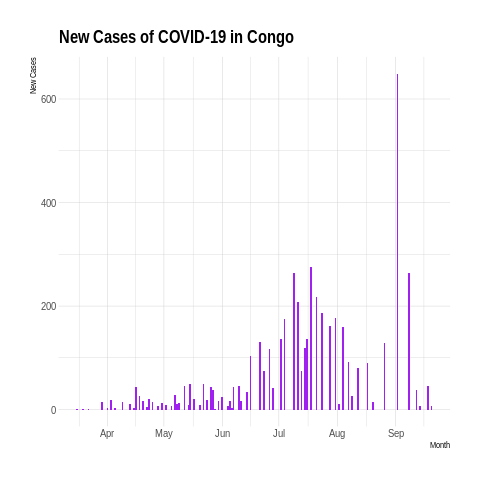 New Cases of COVID-19 in Congo
New Cases
600
400
200
0
Apr May Jun Jul Aug Sep
Month